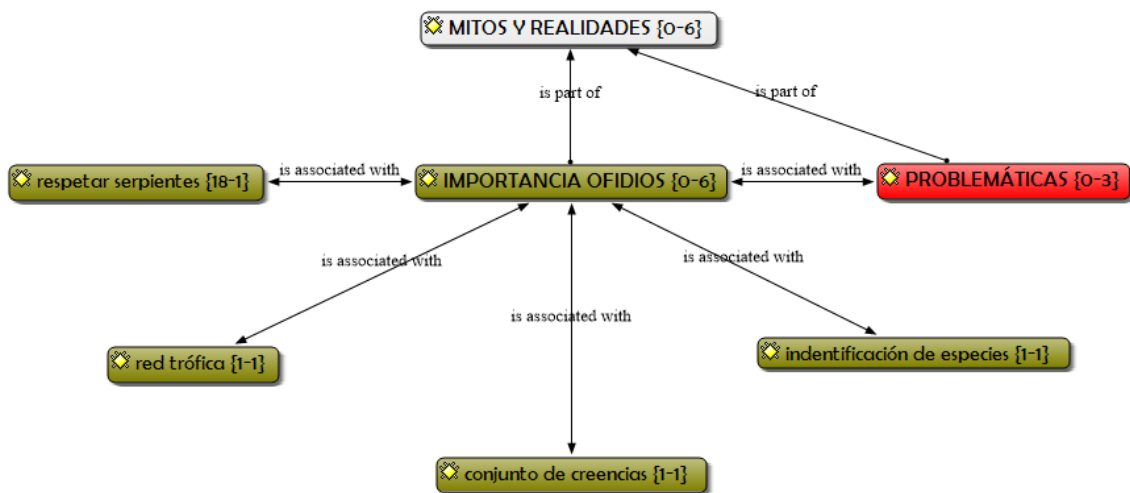 MITOS Y REALIDADES {0-6}
is part of
is part of
respetar serpientes {18-1}
is associated with
IMPORTANCIA OFIDIOS {0-6}
is associated with
PROBLEMÁTICAS {0-3}
is associated with
is associated with
is associated with
red trófica {1-1}
indentificación de especies {1-1}
conjunto de creencias {1-1}